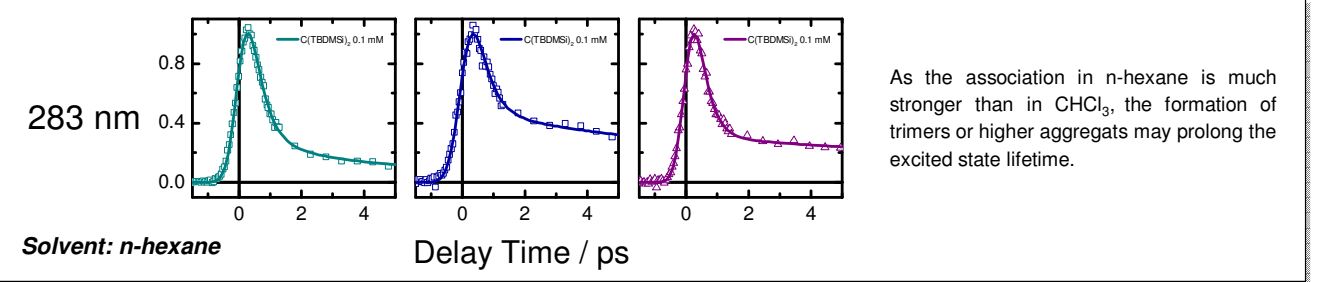 C(TBDMSi)₂ 0.1 mM
C(TBDMSi)₂ 0.1 mM
C(TBDMSi)₂ 0.1 mM
0.8
0.4
0.0
283 nm
0 2 4
0 2 4
0 2 4
Solvent: n-hexane
Delay Time / ps
As the association in n-hexane is much
stronger than in CHCl₃, the formation of
trimers or higher aggregats may prolong the
excited state lifetime.